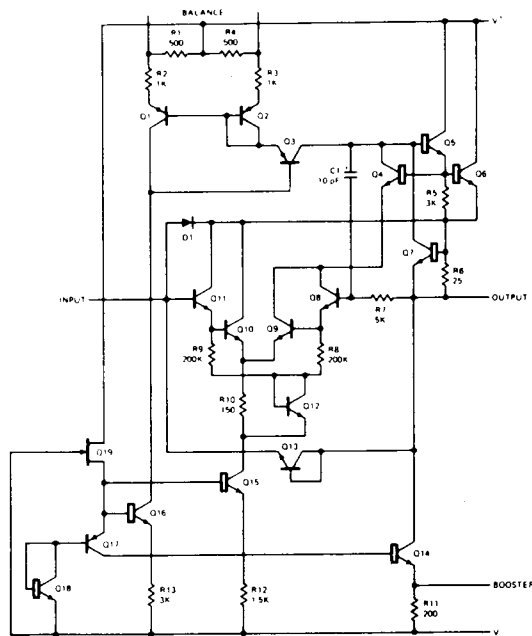 BALANCE
R1
500
R4
500
V+
R2
1K
R3
1K
Q1
Q2
Q3
Q5
C1
10 pF
Q4
Q6
R5
3K
D1
Q7
R6
25
INPUT
OUTPUT
Q11
Q8
R7
5K
Q10
Q9
R9
200K
R8
200K
R10
150
Q12
Q13
Q19
Q15
Q16
Q17
Q14
Q18
R13
3K
R12
1.5K
BOOSTER
R11
200
V